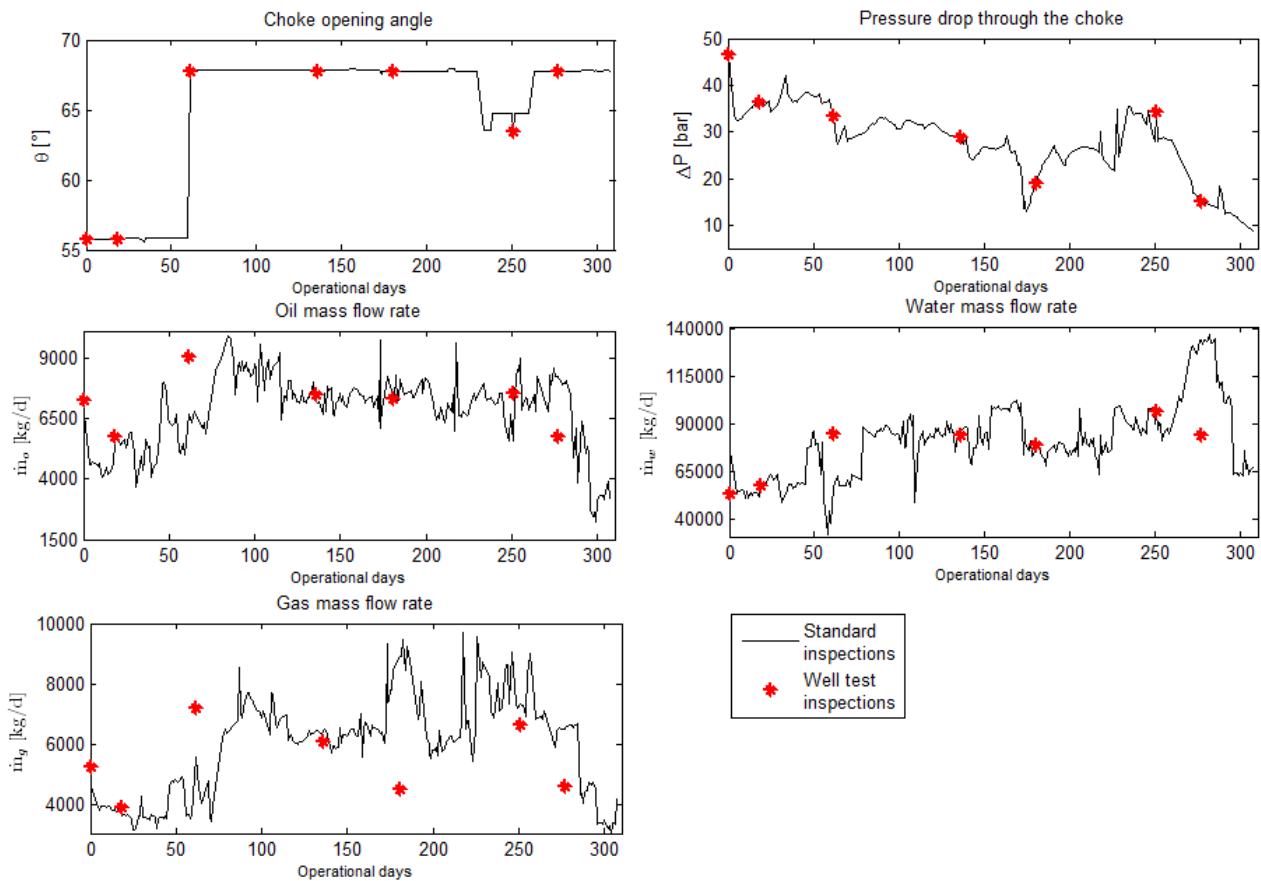 Choke opening angle
70
65
60
55
θ [°]
0 50 100 150 200 250 300
Operational days
Pressure drop through the choke
50
40
30
20
10
ΔP [bar]
0 50 100 150 200 250 300
Operational days
Oil mass flow rate
9000
6500
4000
1500
ṁo [kg/d]
0 50 100 150 200 250 300
Operational days
Water mass flow rate
140000
115000
90000
65000
40000
ṁw [kg/d]
0 50 100 150 200 250 300
Operational days
Gas mass flow rate
10000
8000
6000
4000
ṁg [kg/d]
0 50 100 150 200 250 300
Operational days
Standard
inspections
Well test
inspections